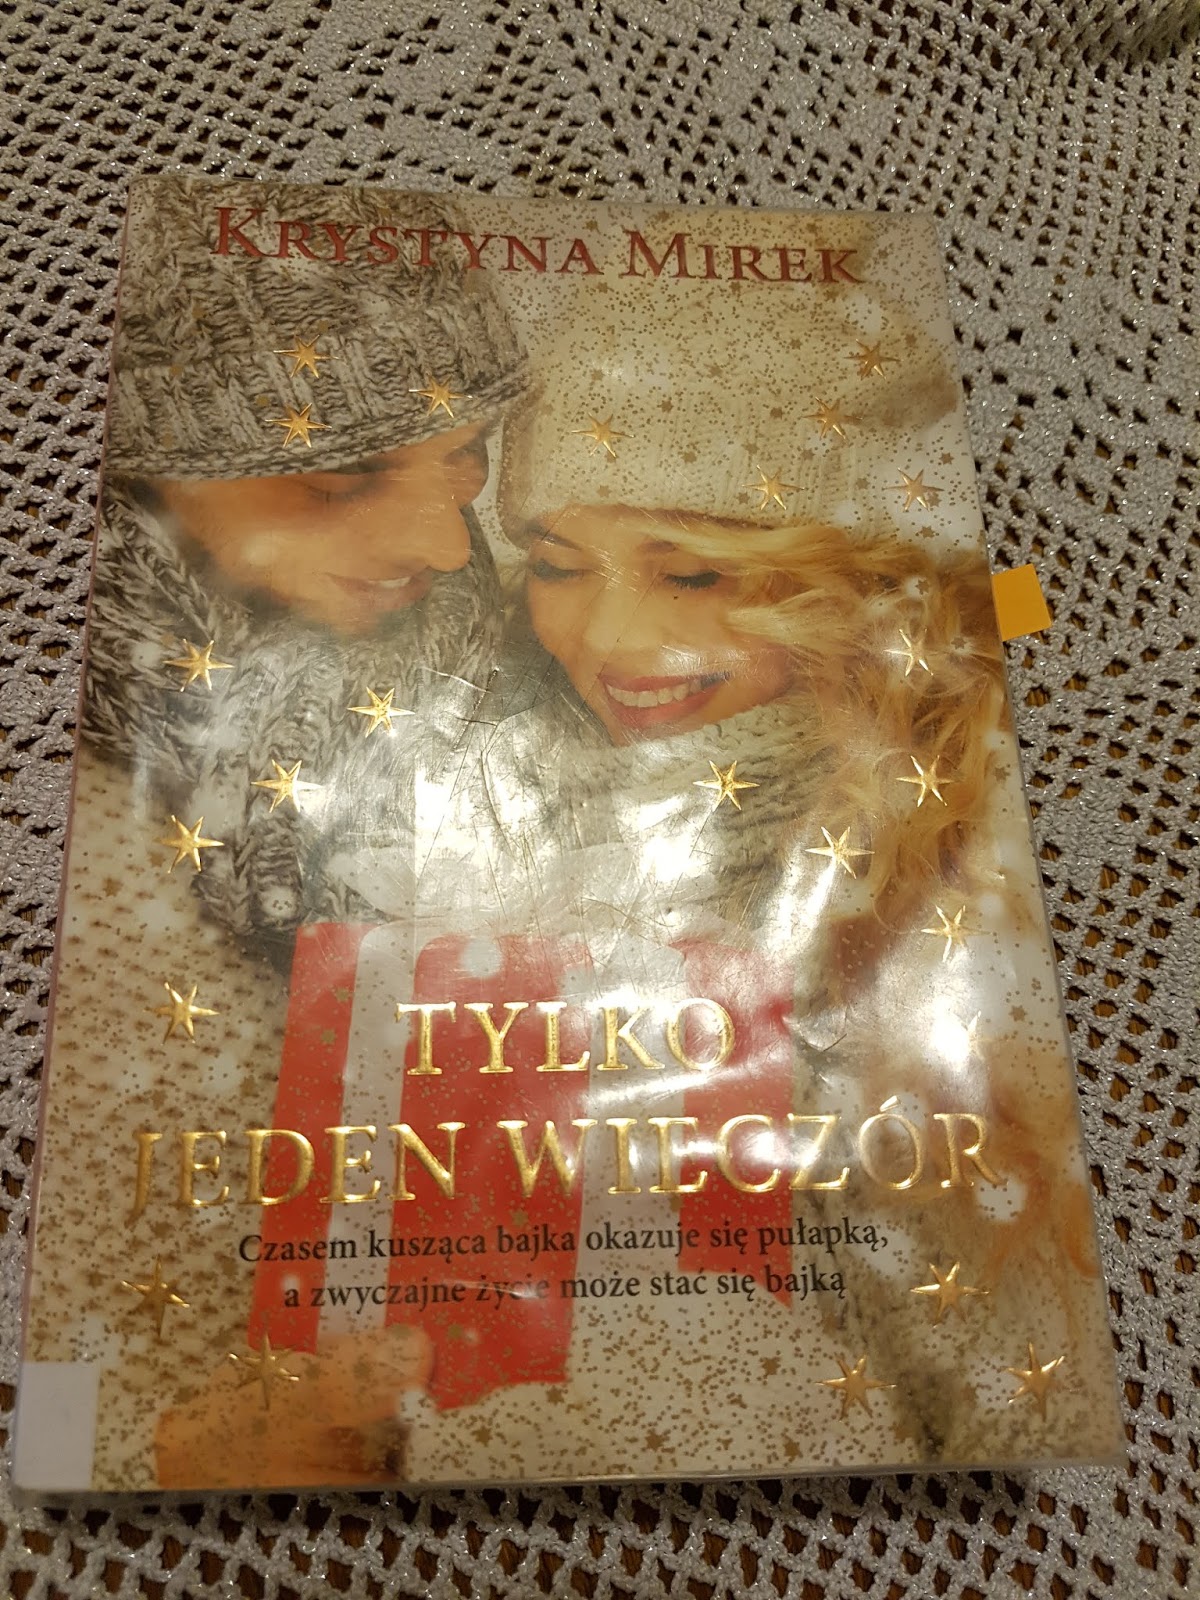 KRYSTYNA MIREK
TYLKO
JEDEN WIECZÓR
Czasem kusząca bajka okazuje się pułapką,
a zwyczajne życie może stać się bajką